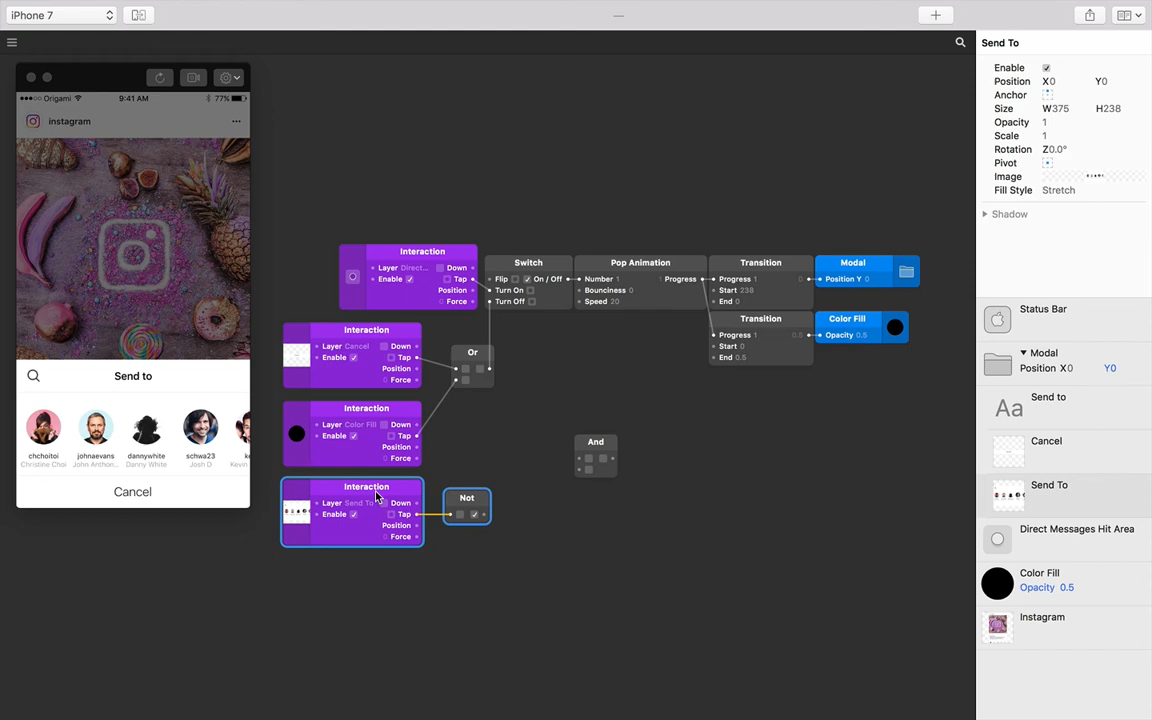 iPhone 7
Origami
9:41 AM
77%
instagram
Send to
chchoitoi
Christine Choi
johnaevans
John Anthon...
dannywhite
Danny White
schwa23
Josh D
Cancel
Interaction
Layer Direct... Down
Enable Tap
Position
0 Force
Switch
Flip On / Off
Turn On
Turn Off
Pop Animation
Number 1 Progress
Bounciness 0
Speed 20
Transition
Progress 1 0
Start 238
End 0
Modal
Position Y 0
Transition
Progress 1 0.5
Start 0
End 0.5
Color Fill
Opacity 0.5
Interaction
Layer Cancel Down
Enable Tap
Position
0 Force
Or
Interaction
Layer Color Fill Down
Enable Tap
Position
0 Force
And
Interaction
Layer Send To Down
Enable Tap
Position
0 Force
Not
Send To
Enable
Position X0 Y0
Anchor
Size W375 H238
Opacity 1
Scale 1
Rotation Z0.0°
Pivot
Image
Fill Style Stretch
Shadow
Status Bar
Modal
Position X0 Y0
Aa
Send to
Cancel
Send To
Direct Messages Hit Area
Color Fill
Opacity 0.5
Instagram